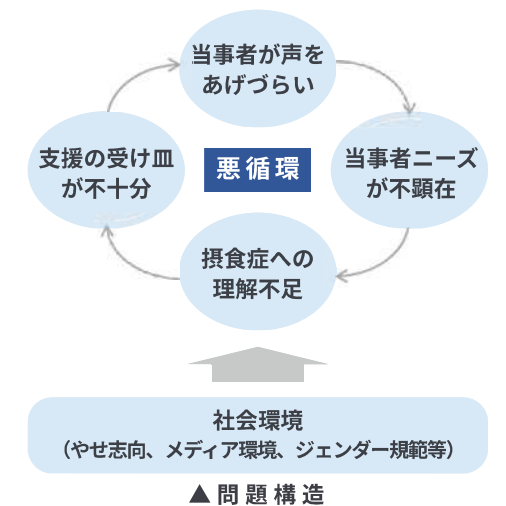 当事者が声を
あげづらい
支援の受け皿
が不十分
悪循環
当事者ニーズ
が不顕在
摂食症への
理解不足
社会環境
（やせ志向、メディア環境、ジェンダー規範等）
▲問題構造